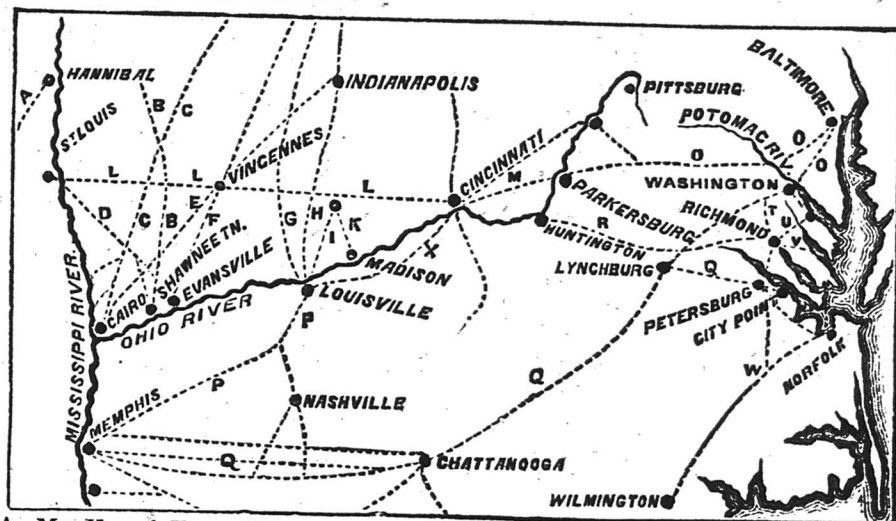 HANNIBAL
INDIANAPOLIS
PITTSBURG
BALTIMORE
A
B
C
ST LOUIS
POTOMAC RIV.
O
O
VINCENNES
CINCINNATI
L
L
L
M
O
WASHINGTON
E
D
C
B
F
G
H
I
K
PARKERSBURG
RICHMOND
T
U
V
R
HUNTINGTON
X
MADISON
LYNCHBURG
Q
CAIRO
SHAWNEETN.
EVANSVILLE
LOUISVILLE
OHIO RIVER
PETERSBURG
CITY POINT
NORFOLK
MISSISSIPPI RIVER.
P
P
Q
W
MEMPHIS
NASHVILLE
Q
CHATTANOOGA
WILMINGTON